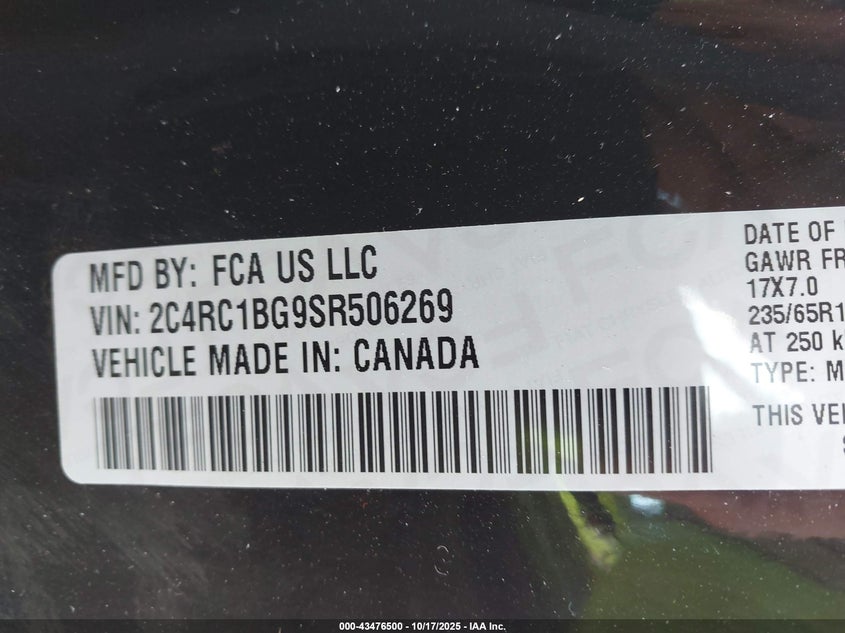 MFD BY: FCA US LLC
VIN: 2C4RC1BG9SR506269
VEHICLE MADE IN: CANADA
DATE OF
GAWR FR
17X7.0
235/65R1
AT 250 k
TYPE: M
THIS VE
000-43476500 - 10/17/2025 - IAA Inc.